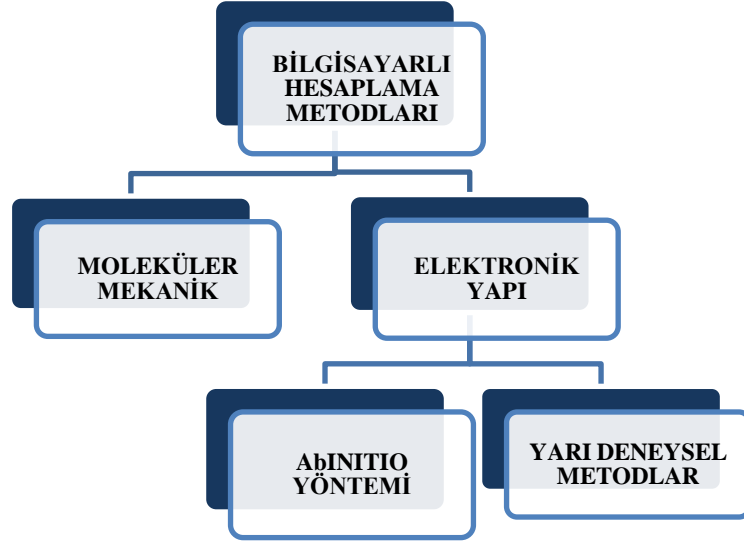 BİLGİSAYARLI
HESAPLAMA
METODLARI
MOLEKÜLER
MEKANİK
ELEKTRONİK
YAPI
AbINITIO
YÖNTEMİ
YARI DENEYSEL
METODLAR